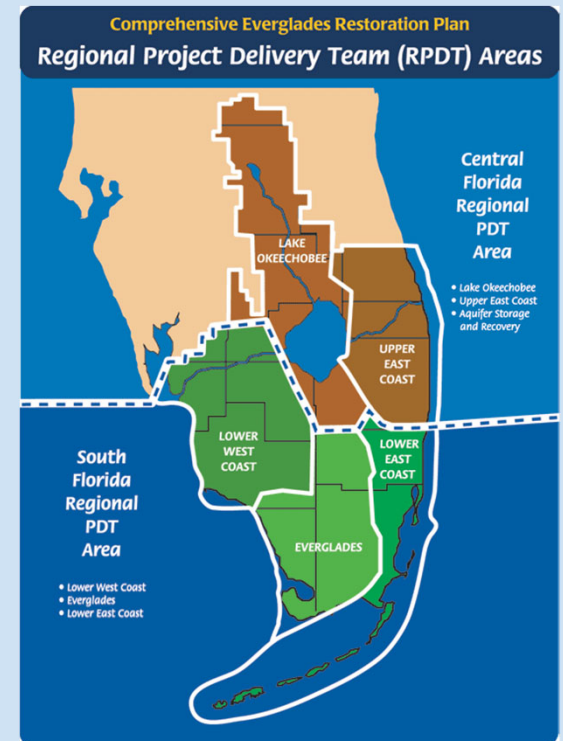 Comprehensive Everglades Restoration Plan
Regional Project Delivery Team (RPDT) Areas
Central
Florida
Regional
PDT
Area
• Lake Okeechobee
• Upper East Coast
• Aquifer Storage
and Recovery
LAKE
OKEECHOBEE
UPPER
EAST
COAST
LOWER
WEST
COAST
LOWER
EAST
COAST
EVERGLADES
South
Florida
Regional
PDT
Area
• Lower West Coast
• Everglades
• Lower East Coast